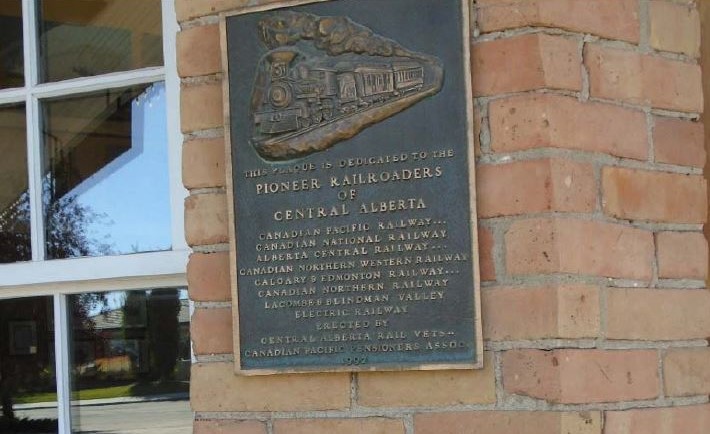 THIS PLAQUE IS DEDICATED TO THE
PIONEER RAILROADERS
OF
CENTRAL ALBERTA
CANADIAN PACIFIC RAILWAY...
CANADIAN NATIONAL RAILWAY
ALBERTA CENTRAL RAILWAY...
CANADIAN NORTHERN WESTERN RAILWAY
CALGARY & EDMONTON RAILWAY...
CANADIAN NORTHERN RAILWAY
LACOMBE & BLINDMAN VALLEY
ELECTRIC RAILWAY
ERECTED BY
CENTRAL ALBERTA RAIL VETS...
CANADIAN PACIFIC PENSIONERS ASSOC.
1992